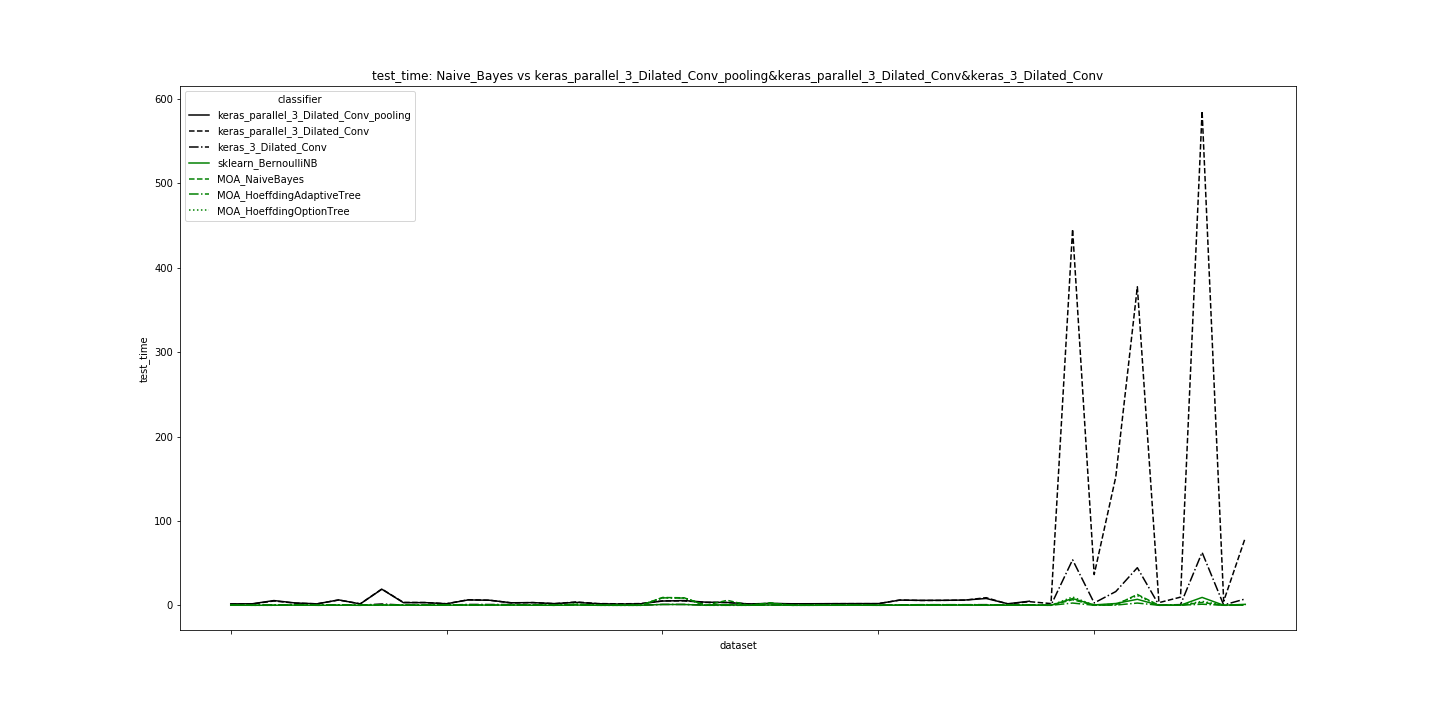 test_time: Naive_Bayes vs keras_parallel_3_Dilated_Conv_pooling&keras_parallel_3_Dilated_Conv&keras_3_Dilated_Conv
classifier
keras_parallel_3_Dilated_Conv_pooling
keras_parallel_3_Dilated_Conv
keras_3_Dilated_Conv
sklearn_BernoulliNB
MOA_NaiveBayes
MOA_HoeffdingAdaptiveTree
MOA_HoeffdingOptionTree
600
500
400
300
200
100
0
test_time
dataset